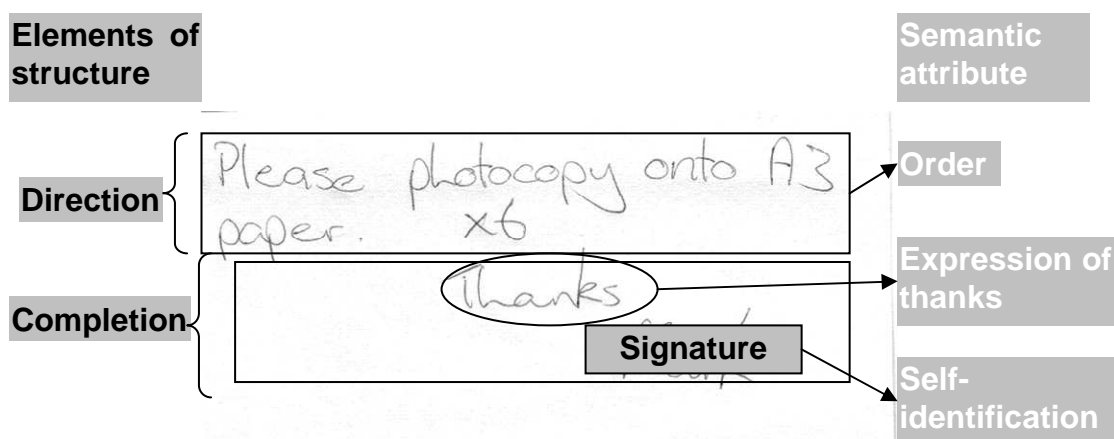 Elements of
structure
Semantic
attribute
Please photocopy onto A3
paper. x6
Order
Direction
Thanks
Expression of
thanks
Completion
Signature
Self-
identification